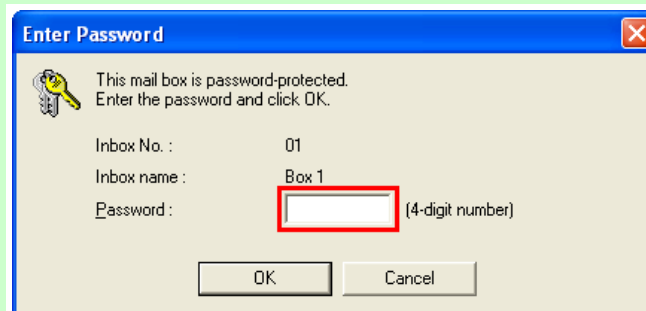 Enter Password
This mail box is password-protected.
Enter the password and click OK.
Inbox No. : 01
Inbox name : Box 1
Password : (4-digit number)
OK Cancel